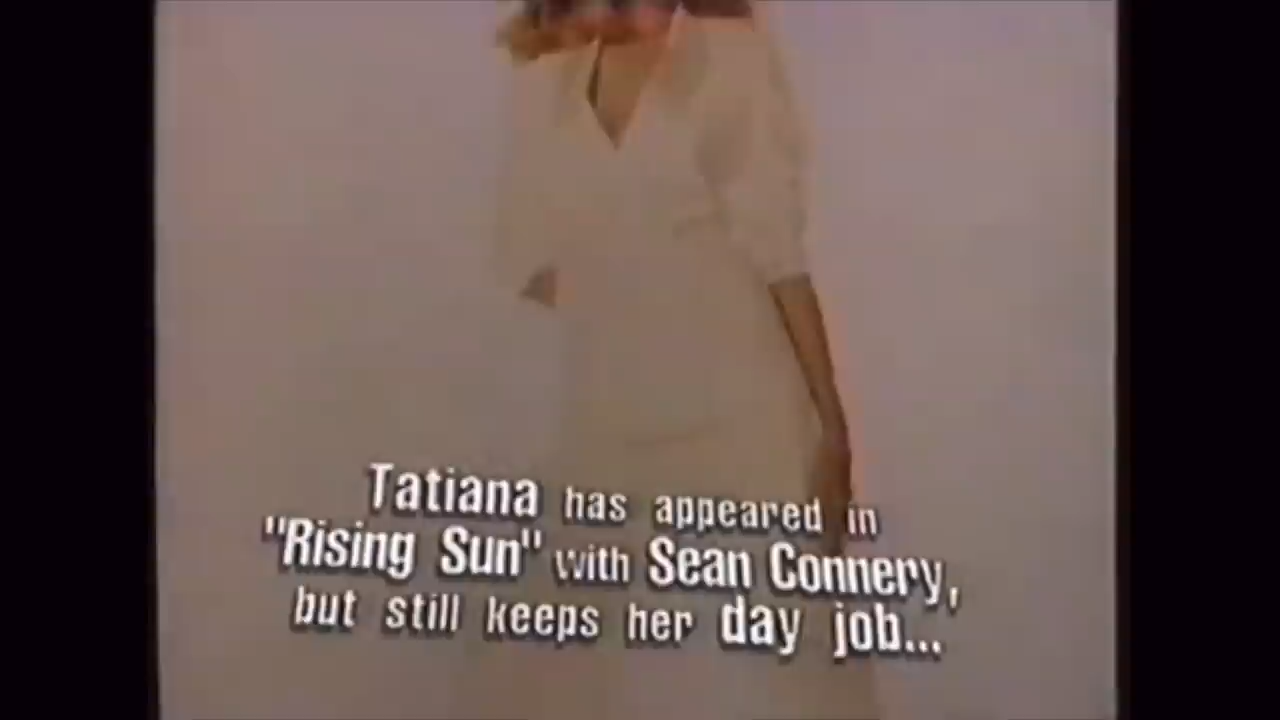 Tatiana has appeared in
"Rising Sun" with Sean Connery,
but still keeps her day job...